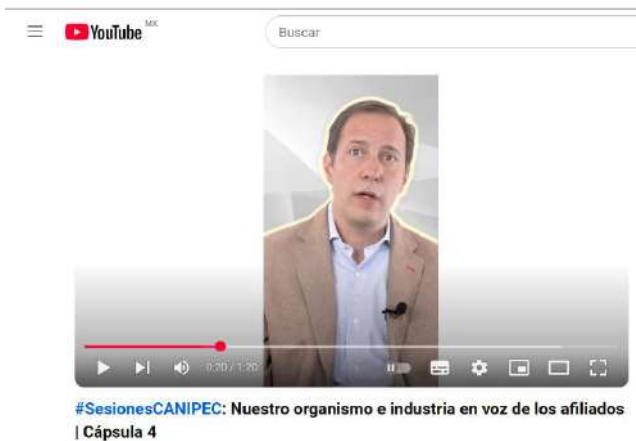 YouTube MX
Buscar
0:20 / 1:20
#SesionesCANIPEC: Nuestro organismo e industria en voz de los afiliados
| Cápsula 4